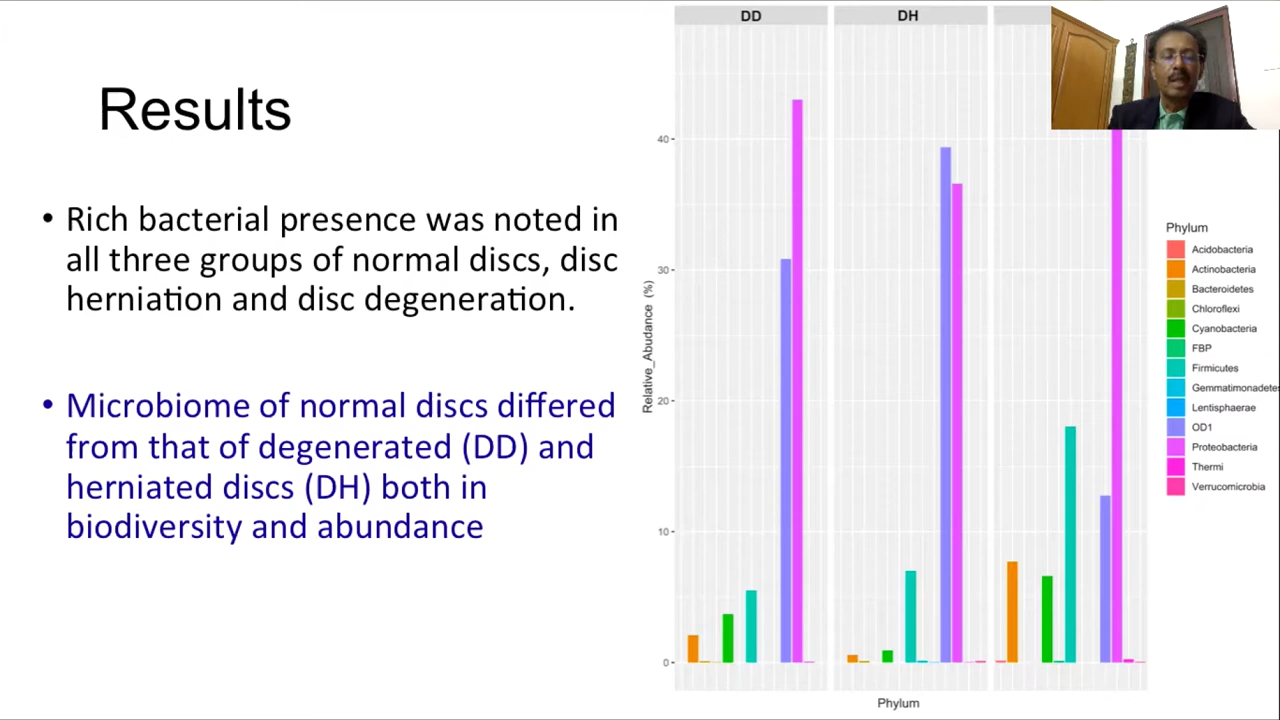 Results
• Rich bacterial presence was noted in
all three groups of normal discs, disc
herniation and disc degeneration.
• Microbiome of normal discs differed
from that of degenerated (DD) and
herniated discs (DH) both in
biodiversity and abundance
DD
DH
40
30
20
10
0
Relative_Abudance (%)
Phylum
Phylum
Acidobacteria
Actinobacteria
Bacteroidetes
Chloroflexi
Cyanobacteria
FBP
Firmicutes
Gemmatimonadetes
Lentisphaerae
OD1
Proteobacteria
Thermi
Verrucomicrobia